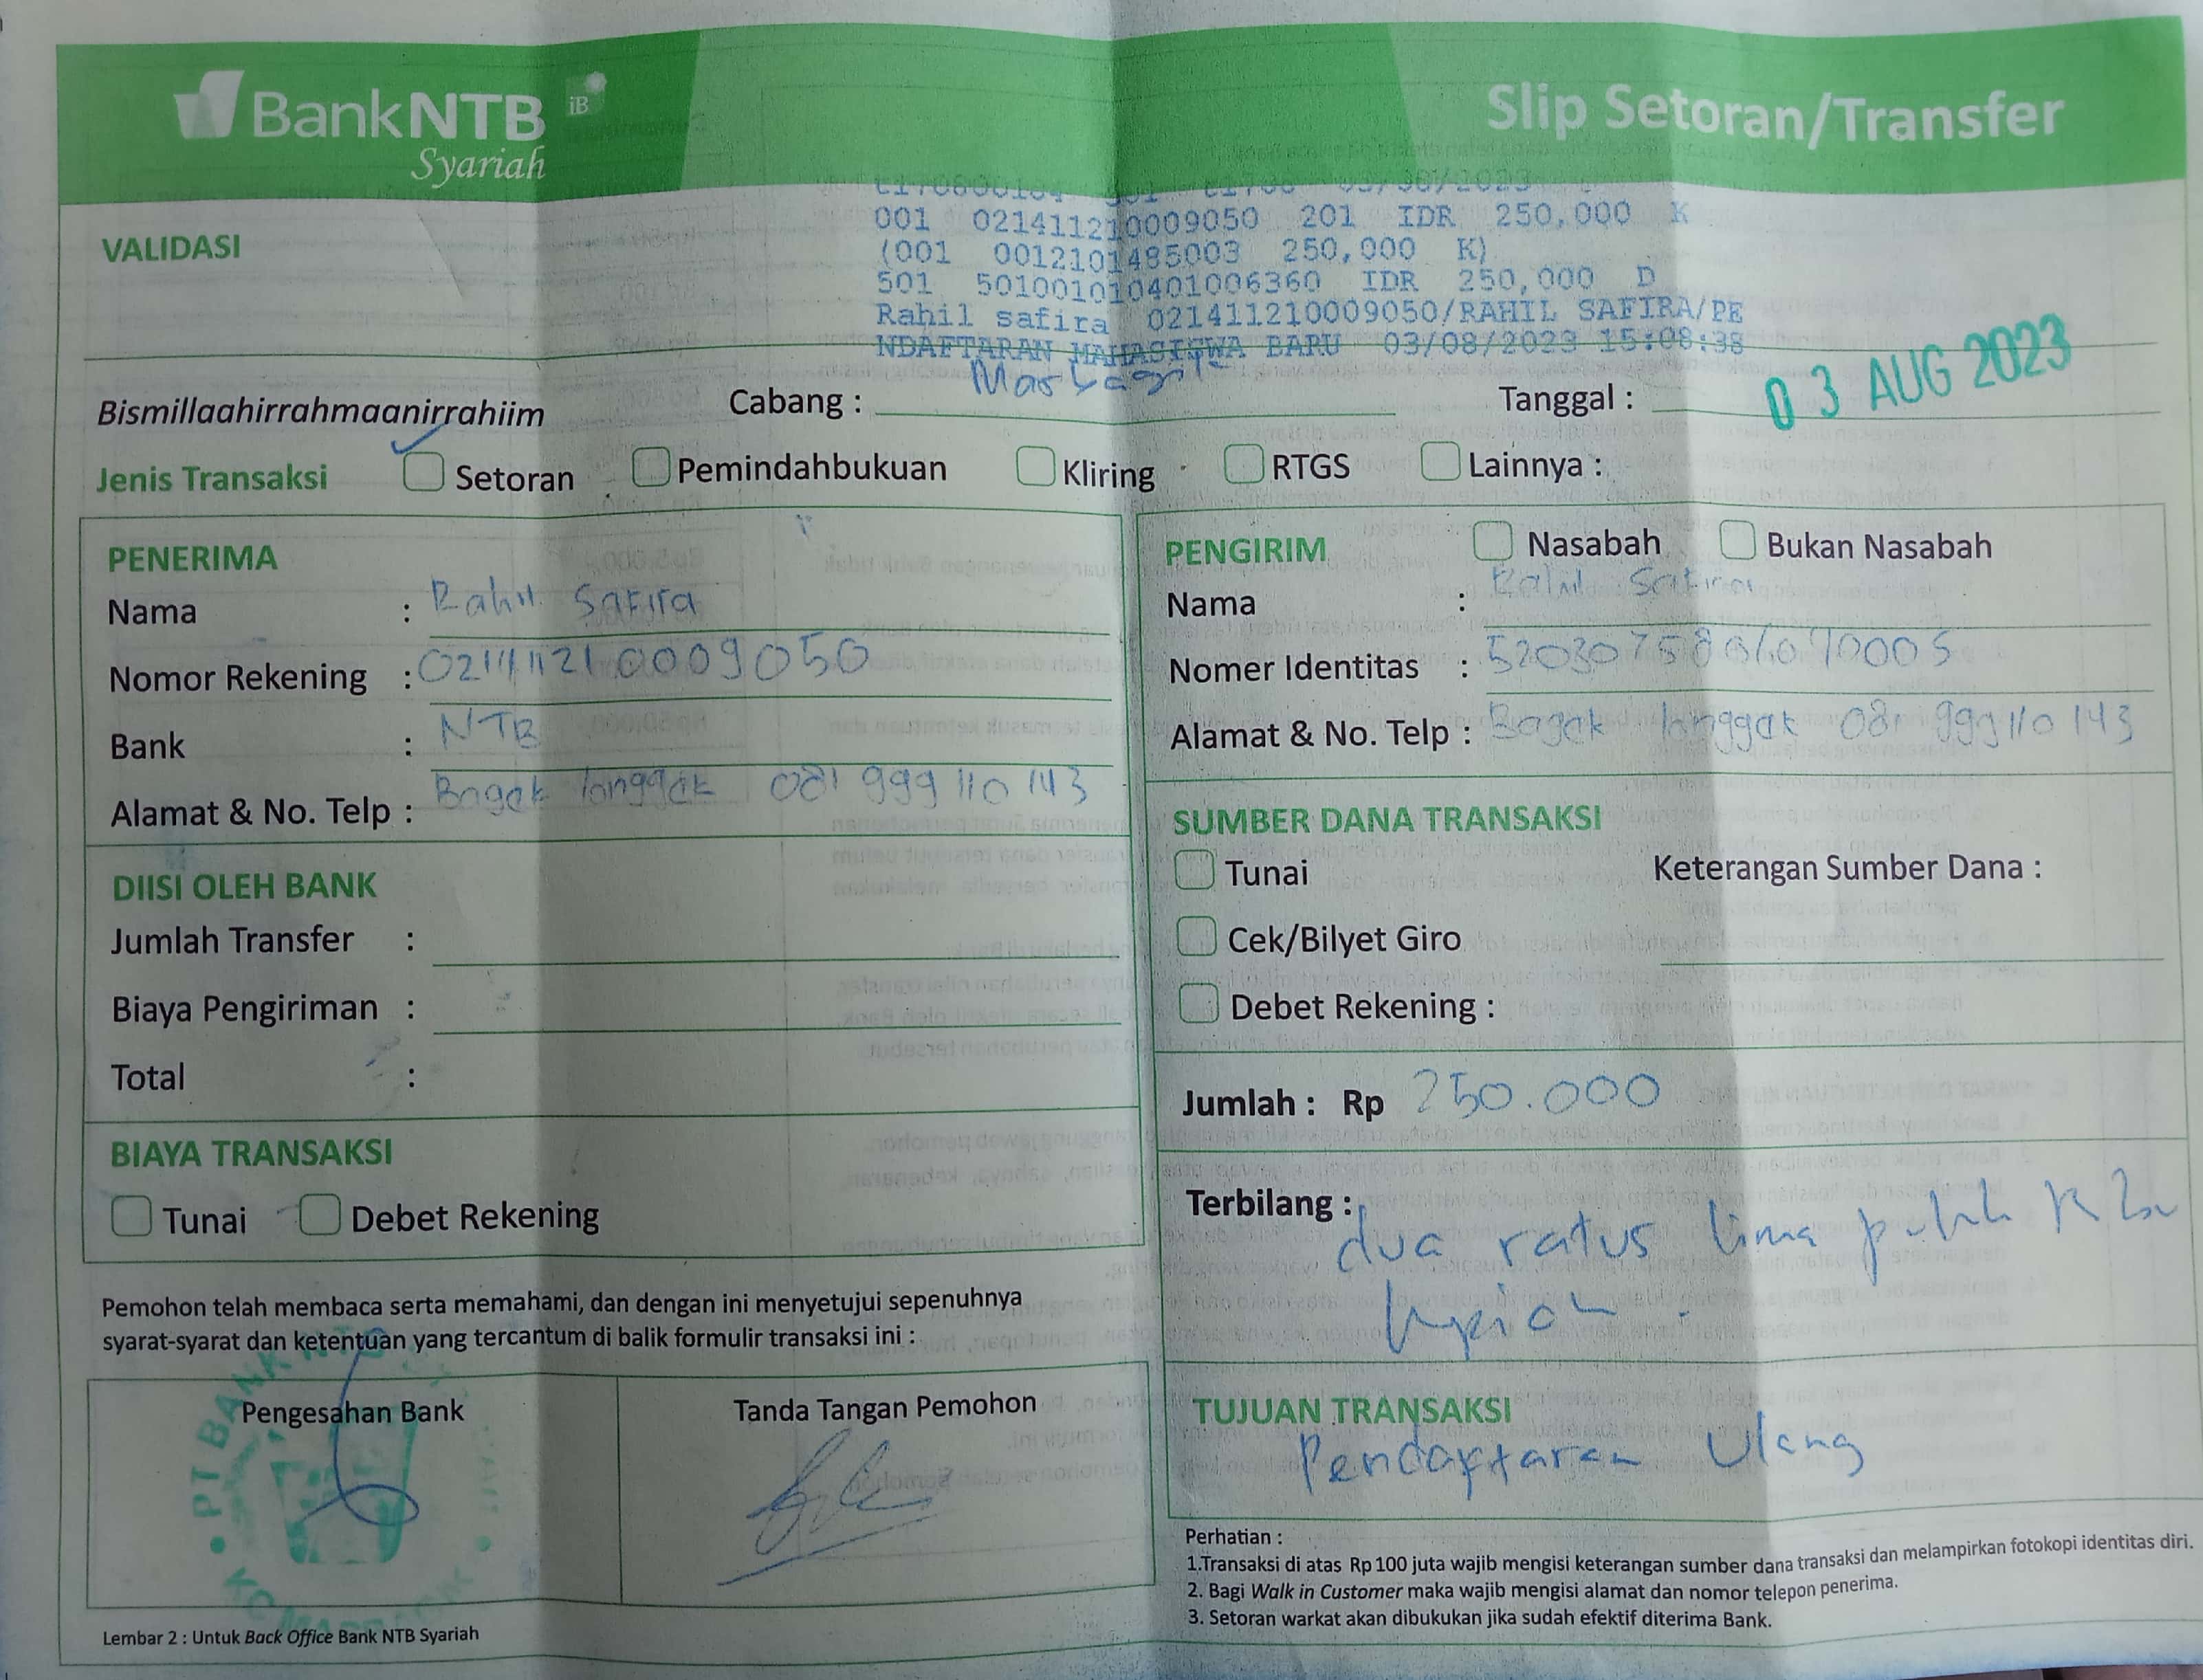 BankNTB iB
Syariah
Slip Setoran/Transfer
VALIDASI
001 021411210009050 201 IDR 250,000 K
(001 0012101485003 250,000 K)
501 501001010401006360 IDR 250,000 D
Rahil safira 021411210009050/RAHIL SAFIRA/PE
NDAFTARAN MAHASISWA BARU 03/08/2023 15:08:38
Bismillaahirrahmaanirrahiim
Cabang : Masbagik
Tanggal : 03 AUG 2023
Jenis Transaksi Setoran Pemindahbukuan Kliring RTGS Lainnya :
PENERIMA
Nama : Rahil Safira
Nomor Rekening : 021411210009050
Bank : NTB
Alamat & No. Telp : Bagek longgek 081 999 110 143
DIISI OLEH BANK
Jumlah Transfer :
Biaya Pengiriman :
Total :
BIAYA TRANSAKSI
Tunai Debet Rekening
Pemohon telah membaca serta memahami, dan dengan ini menyetujui sepenuhnya
syarat-syarat dan ketentuan yang tercantum di balik formulir transaksi ini :
Pengesahan Bank
PT BANK NTB
Tanda Tangan Pemohon
Lembar 2 : Untuk Back Office Bank NTB Syariah
PENGIRIM Nasabah Bukan Nasabah
Nama : Rahil Safira
Nomer Identitas :
Alamat & No. Telp : Bagek longgek 081 999 110 143
SUMBER DANA TRANSAKSI
Tunai
Keterangan Sumber Dana :
Cek/Bilyet Giro
Debet Rekening :
Jumlah : Rp 250.000
Terbilang : dua ratus lima puluh Ribu
Rupiah
TUJUAN TRANSAKSI
Pendaftaran Ulang
Perhatian :
1.Transaksi di atas Rp100 juta wajib mengisi keterangan sumber dana transaksi dan melampirkan fotokopi identitas diri.
2. Bagi Walk in Customer maka wajib mengisi alamat dan nomor telepon penerima.
3. Setoran warkat akan dibukukan jika sudah efektif diterima Bank.